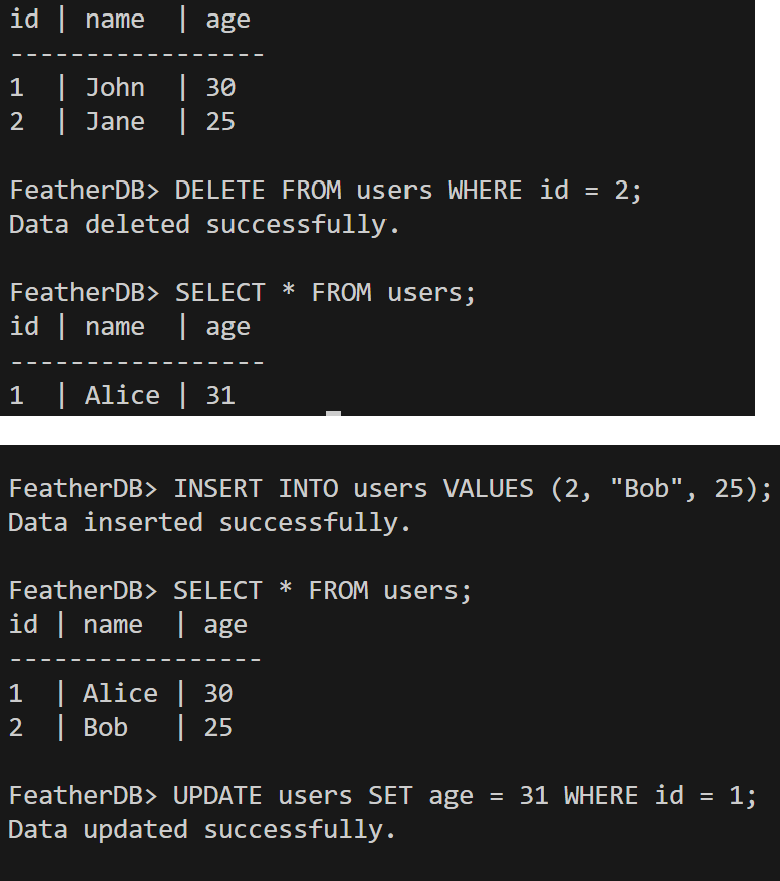 id | name  | age
-----------------
1  | John  | 30
2  | Jane  | 25
FeatherDB> DELETE FROM users WHERE id = 2;
Data deleted successfully.
FeatherDB> SELECT * FROM users;
id | name  | age
-----------------
1  | Alice | 31
FeatherDB> INSERT INTO users VALUES (2, "Bob", 25);
Data inserted successfully.
FeatherDB> SELECT * FROM users;
id | name  | age
-----------------
1  | Alice | 30
2  | Bob   | 25
FeatherDB> UPDATE users SET age = 31 WHERE id = 1;
Data updated successfully.